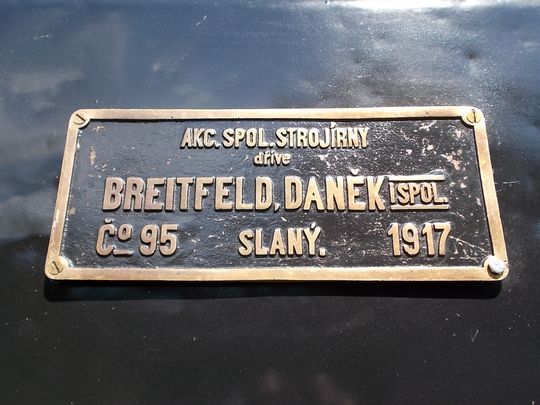 AKC. SPOL. STROJÍRNY
dříve
BREITFELD, DANĚK I SPOL.
Čo 95 SLANÝ. 1917